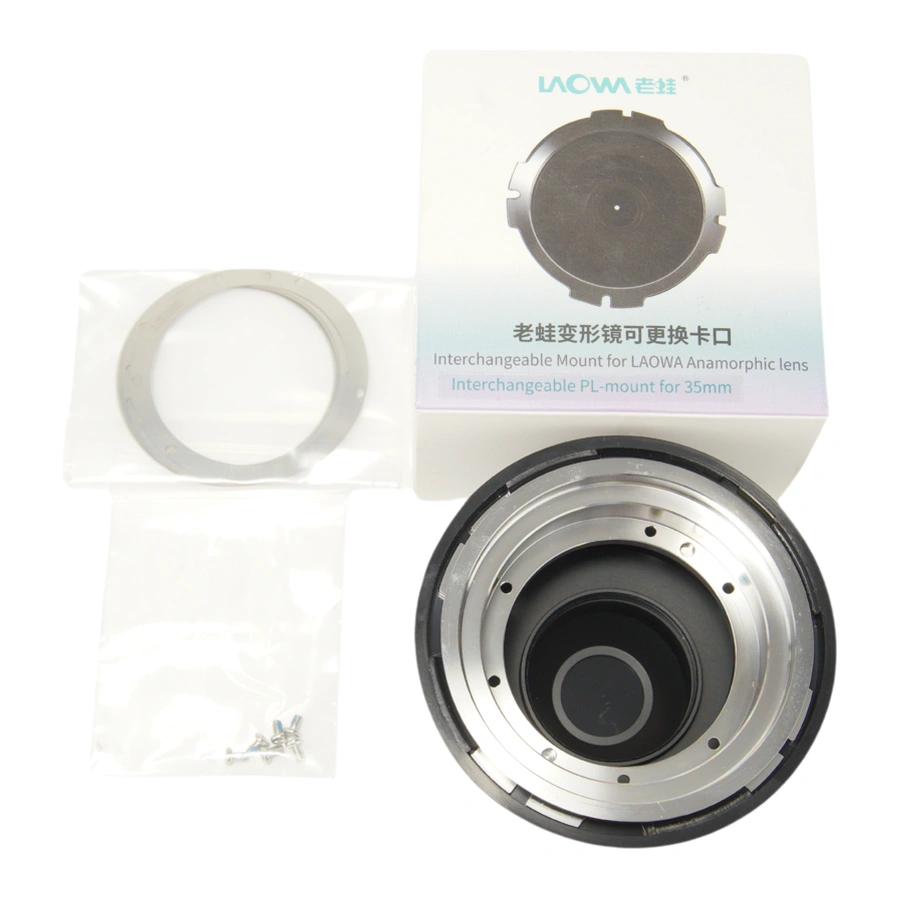 LAOWA 老蛙®
老蛙变形镜可更换卡口
Interchangeable Mount for LAOWA Anamorphic lens
Interchangeable PL-mount for 35mm